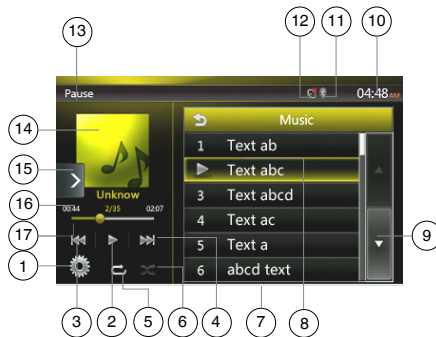 12 11 10
13
Pause 04:48 AM
Music
14
1 Text ab
Text abc
15
3 Text abcd
Unknow
16
00:44 2/35 02:07
4 Text ac
17
9
5 Text a
1
6 abcd text
3 2 5 6 4 7 8